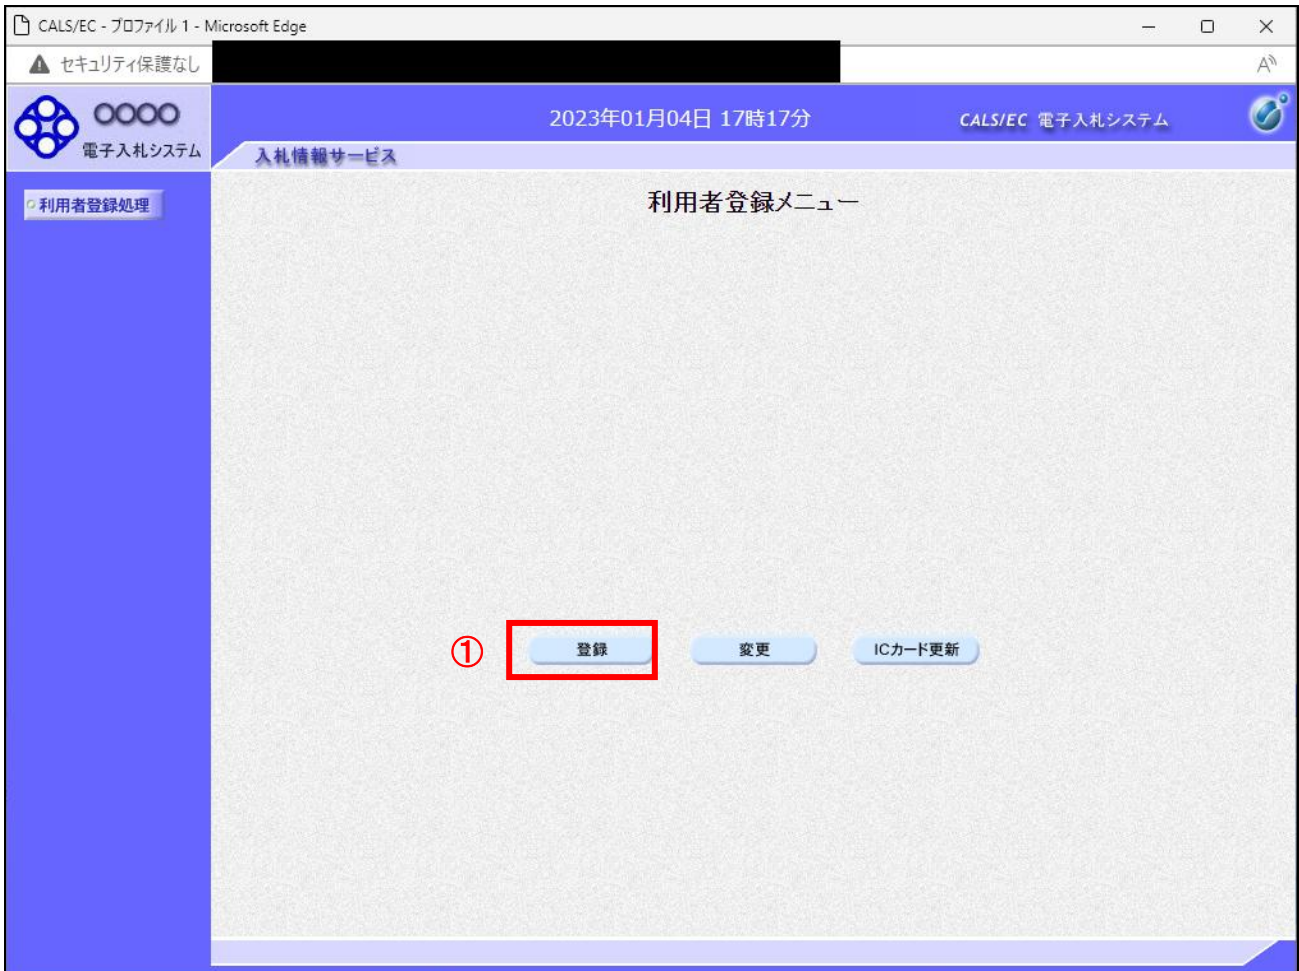 CALS/EC - プロファイル 1 - Microsoft Edge
セキュリティ保護なし
A
〇〇〇〇
電子入札システム
2023年01月04日 17時17分
CALS/EC 電子入札システム
入札情報サービス
利用者登録処理
利用者登録メニュー
① 登録 変更 ICカード更新